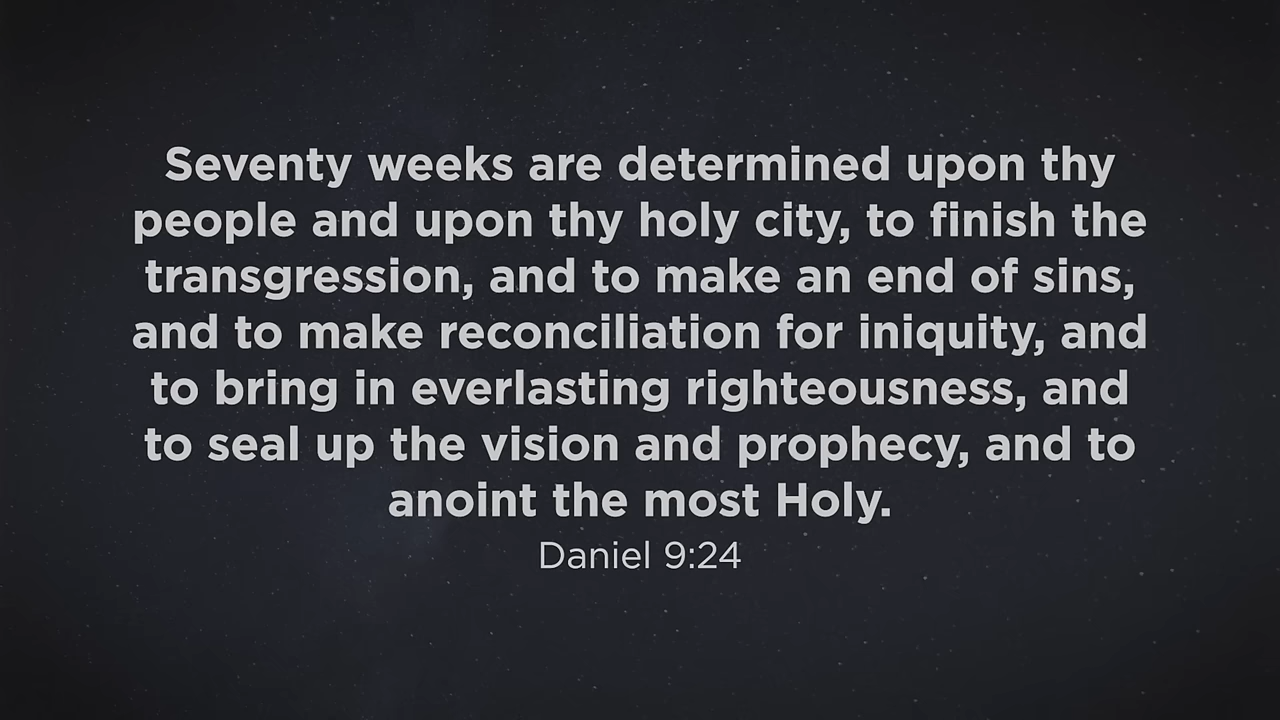 Seventy weeks are determined upon thy
people and upon thy holy city, to finish the
transgression, and to make an end of sins,
and to make reconciliation for iniquity, and
to bring in everlasting righteousness, and
to seal up the vision and prophecy, and to
anoint the most Holy.
Daniel 9:24